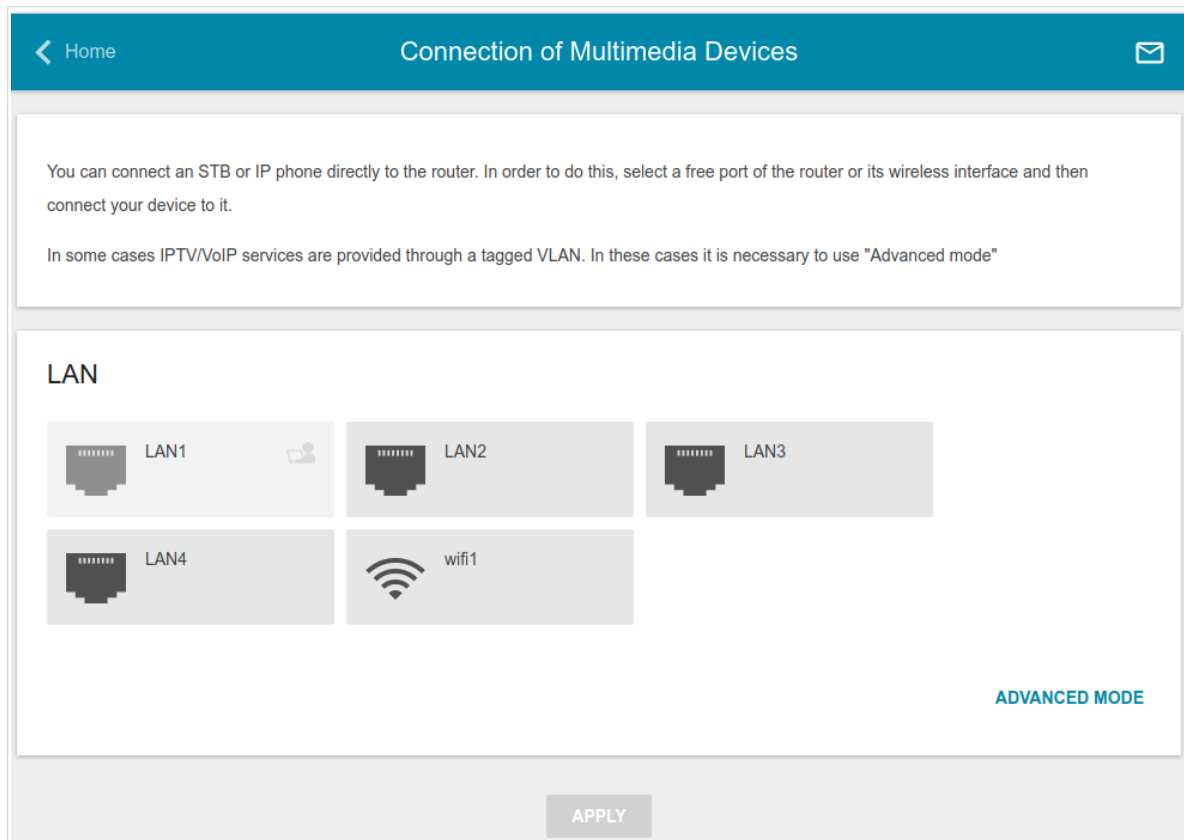 Home
Connection of Multimedia Devices
You can connect an STB or IP phone directly to the router. In order to do this, select a free port of the router or its wireless interface and then
connect your device to it.
In some cases IPTV/VoIP services are provided through a tagged VLAN. In these cases it is necessary to use "Advanced mode"
LAN
LAN1
LAN2
LAN3
LAN4
wifi1
ADVANCED MODE
APPLY